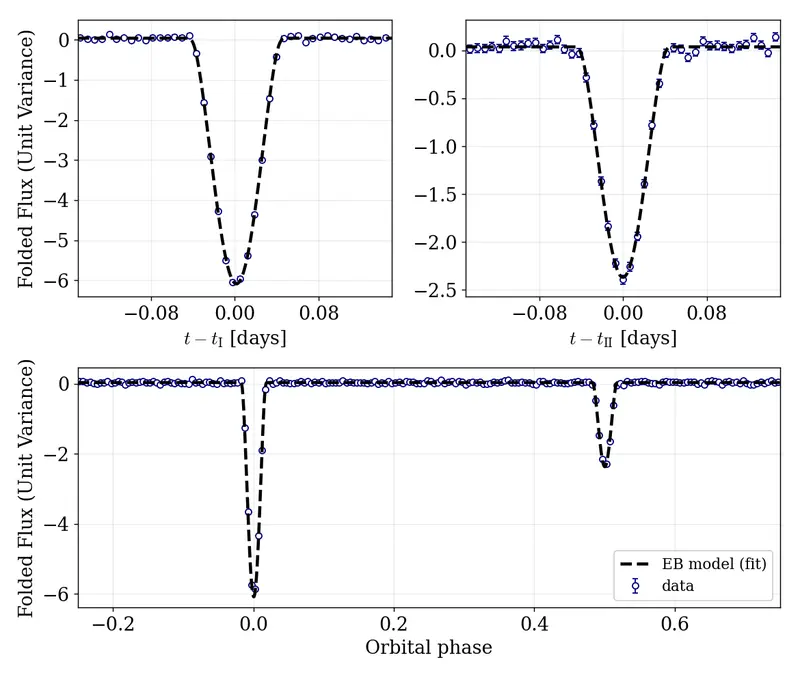 Folded Flux (Unit Variance)
0
−1
−2
−3
−4
−5
−6
−0.08 0.00 0.08
t − t_I [days]
0.0
−0.5
−1.0
−1.5
−2.0
−2.5
−0.08 0.00 0.08
t − t_II [days]
Folded Flux (Unit Variance)
0
−2
−4
−6
−0.2 0.0 0.2 0.4 0.6
Orbital phase
EB model (fit)
data